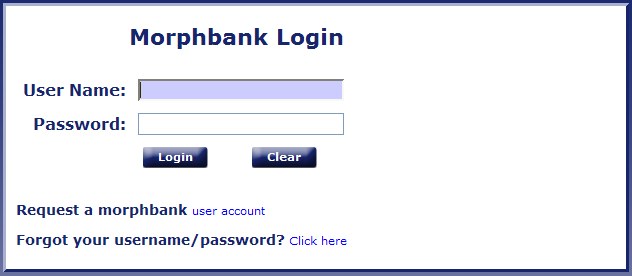 Morphbank Login
User Name:
Password:
Login Clear
Request a morphbank user account
Forgot your username/password? Click here